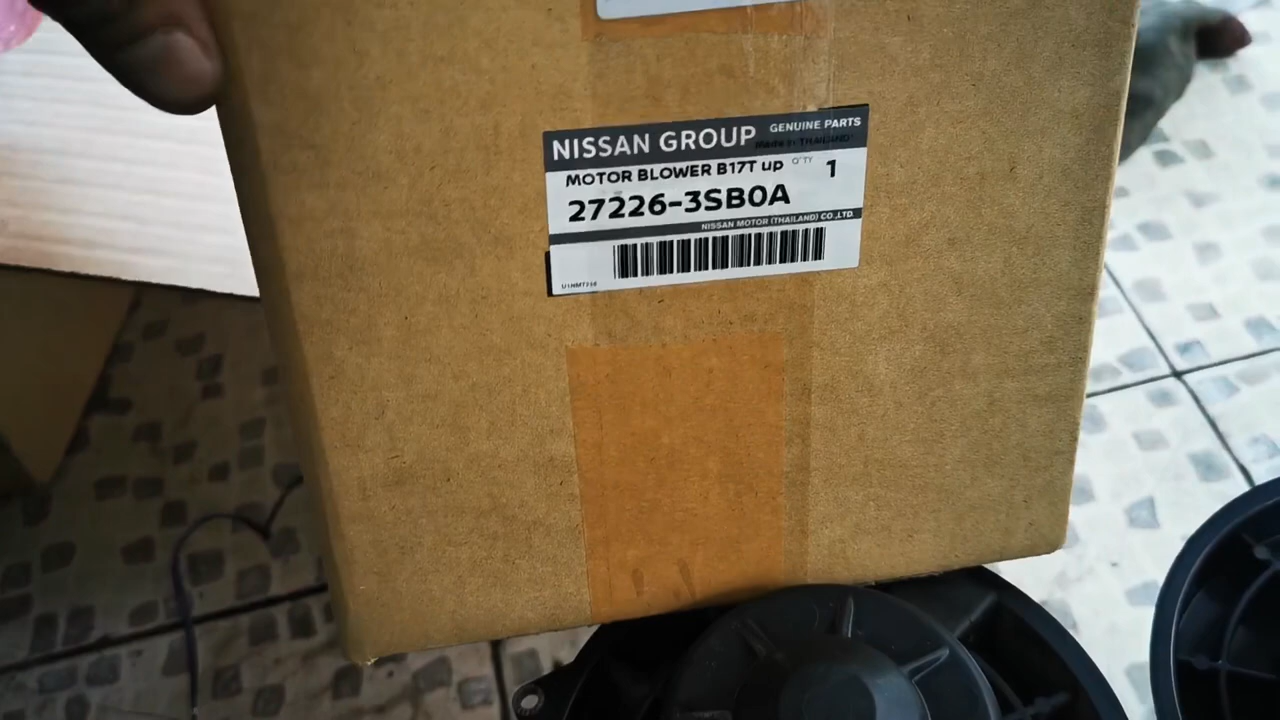 NISSAN GROUP GENUINE PARTS
Made in THAILAND
MOTOR BLOWER B17T up Q'TY 1
27226-3SB0A
NISSAN MOTOR (THAILAND) CO.,LTD.